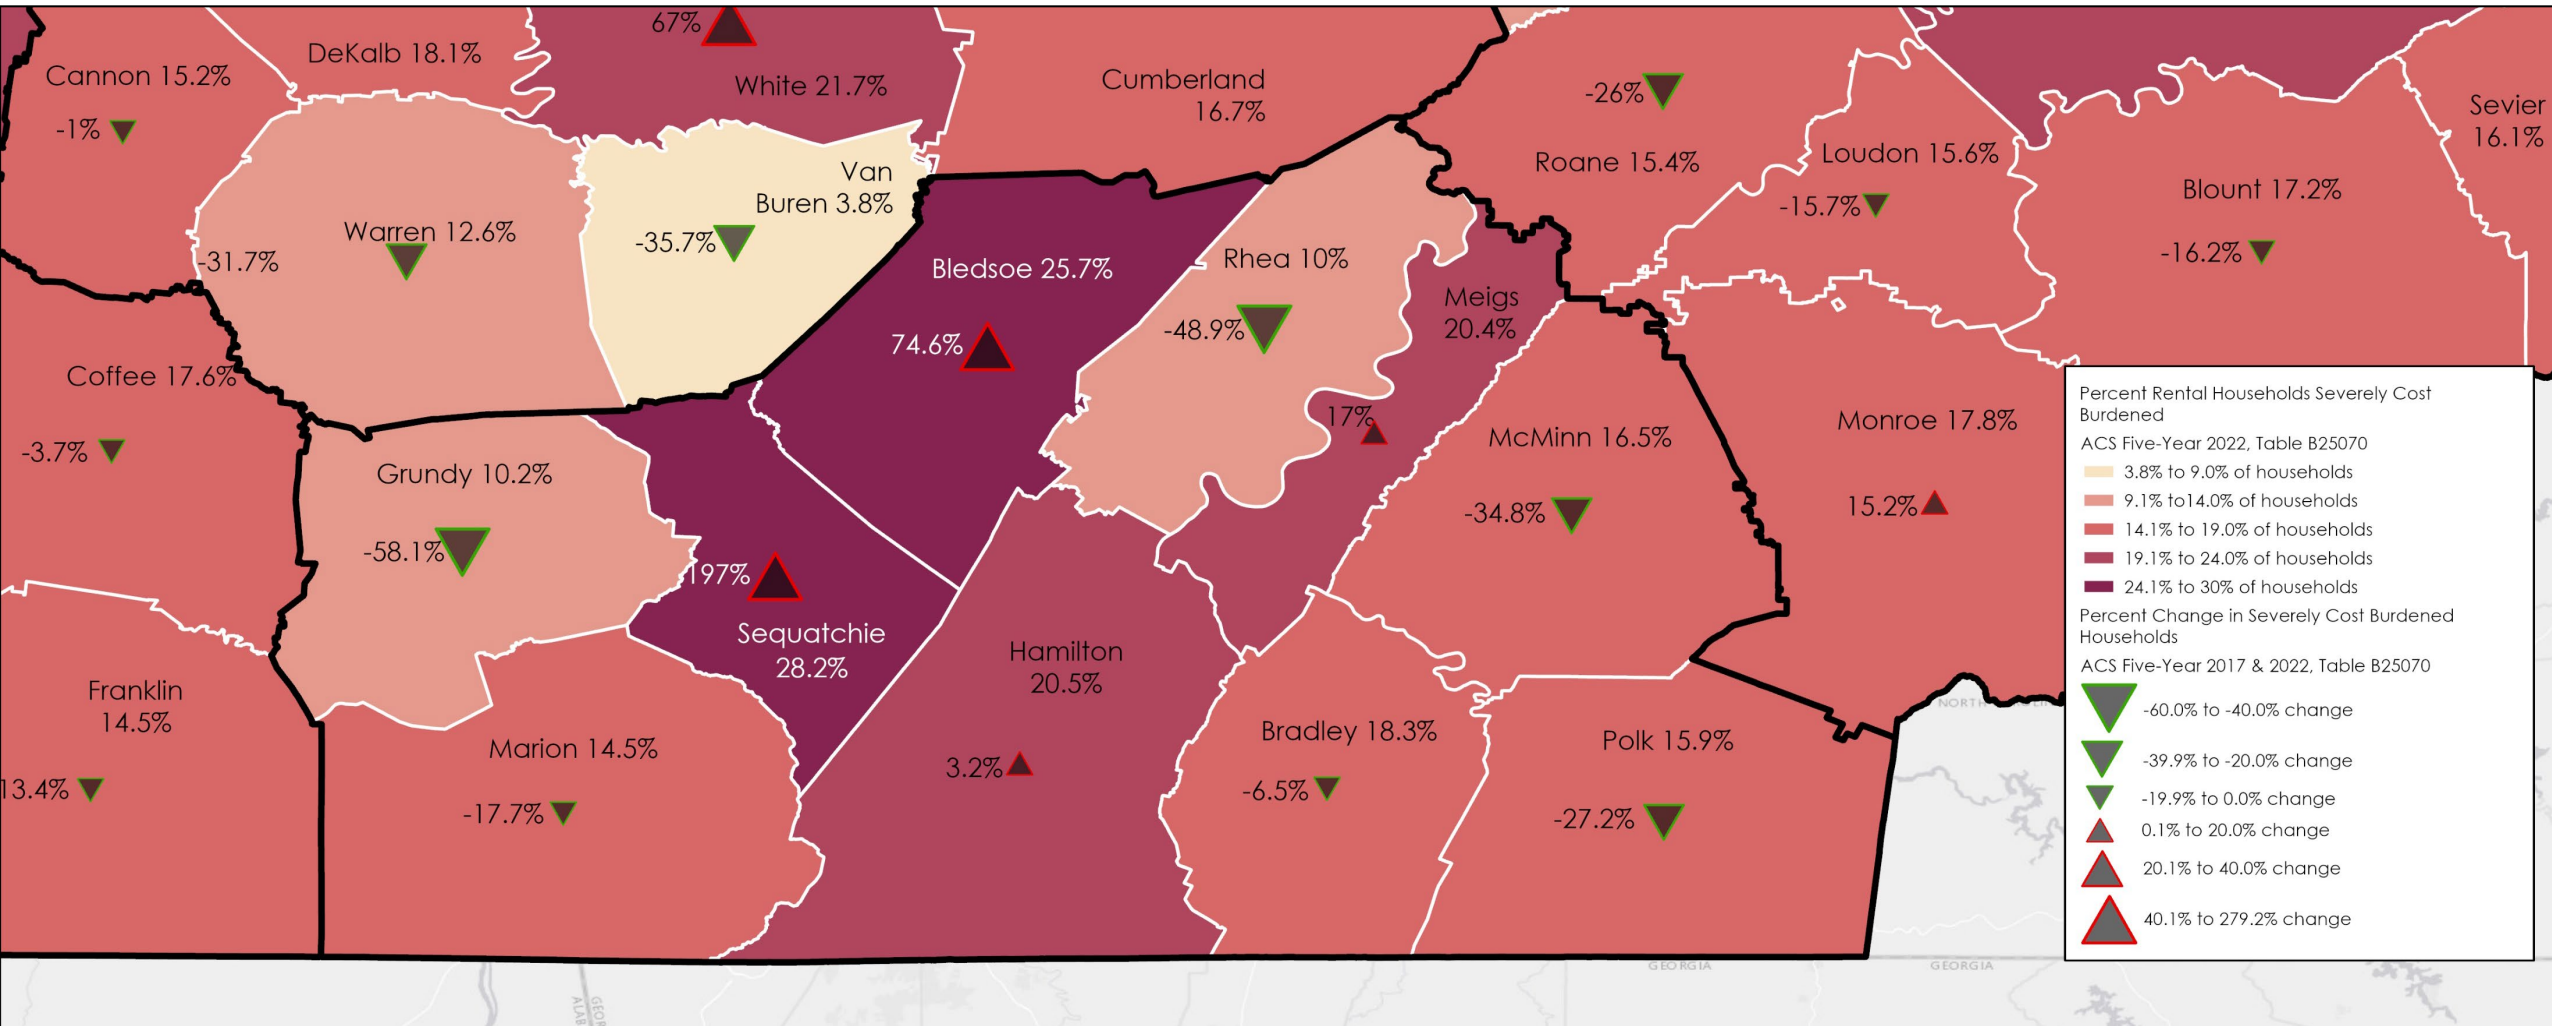 67%
DeKalb 18.1%
Cannon 15.2%
-1%
White 21.7%
Cumberland
16.7%
-26%
Roane 15.4%
Loudon 15.6%
-15.7%
Sevier
16.1%
Blount 17.2%
-16.2%
Van
Buren 3.8%
-35.7%
Warren 12.6%
-31.7%
Bledsoe 25.7%
74.6%
Rhea 10%
-48.9%
Meigs
20.4%
17%
Coffee 17.6%
-3.7%
Grundy 10.2%
-58.1%
197%
Sequatchie
28.2%
McMinn 16.5%
-34.8%
Monroe 17.8%
15.2%
Hamilton
20.5%
3.2%
Franklin
14.5%
13.4%
Marion 14.5%
-17.7%
Bradley 18.3%
-6.5%
Polk 15.9%
-27.2%
Percent Rental Households Severely Cost
Burdened
ACS Five-Year 2022, Table B25070
3.8% to 9.0% of households
9.1% to14.0% of households
14.1% to 19.0% of households
19.1% to 24.0% of households
24.1% to 30% of households
Percent Change in Severely Cost Burdened
Households
ACS Five-Year 2017 & 2022, Table B25070
-60.0% to -40.0% change
-39.9% to -20.0% change
-19.9% to 0.0% change
0.1% to 20.0% change
20.1% to 40.0% change
40.1% to 279.2% change
NORTH
GEORGIA
GEORGIA